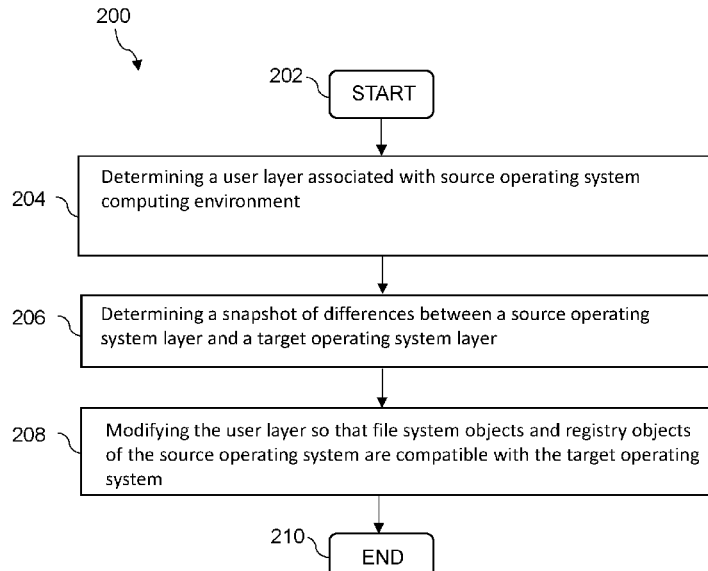 200
202
START
204
Determining a user layer associated with source operating system
computing environment
206
Determining a snapshot of differences between a source operating
system layer and a target operating system layer
208
Modifying the user layer so that file system objects and registry objects
of the source operating system are compatible with the target operating
system
210
END